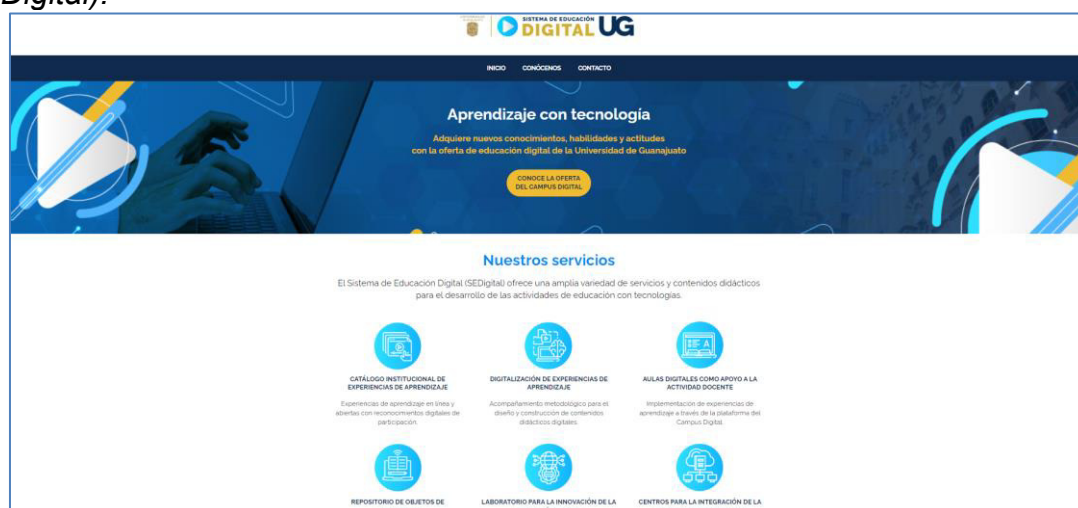 Digital).
SISTEMA DE EDUCACIÓN
DIGITAL UG
INICIO CONÓCENOS CONTACTO
Aprendizaje con tecnología
Adquiere nuevos conocimientos, habilidades y actitudes
con la oferta de educación digital de la Universidad de Guanajuato
CONOCE LA OFERTA
DEL CAMPUS DIGITAL
Nuestros servicios
El Sistema de Educación Digital (SEDigital) ofrece una amplia variedad de servicios y contenidos didácticos
para el desarrollo de las actividades de educación con tecnologías.
CATÁLOGO INSTITUCIONAL DE
EXPERIENCIAS DE APRENDIZAJE
Experiencias de aprendizaje en línea y
abiertas con reconocimientos digitales de
participación.
DIGITALIZACIÓN DE EXPERIENCIAS DE
APRENDIZAJE
Acompañamiento metodológico para el
diseño y construcción de contenidos
didácticos digitales.
AULAS DIGITALES COMO APOYO A LA
ACTIVIDAD DOCENTE
Implementación de experiencias de
aprendizaje a través de la plataforma del
Campus Digital.
REPOSITORIO DE OBJETOS DE
LABORATORIO PARA LA INNOVACIÓN DE LA
CENTROS PARA LA INTEGRACIÓN DE LA